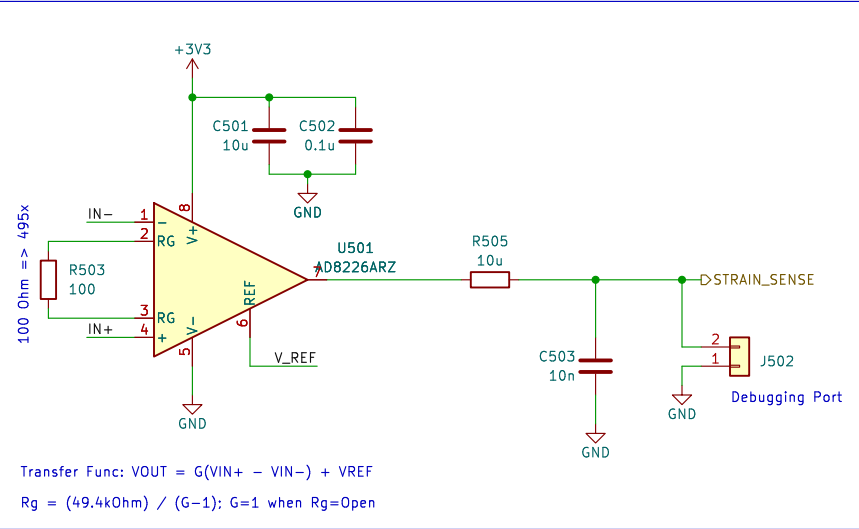 +3V3
C501
10u
C502
0.1u
GND
IN-
1
2
8
-
RG
V+
100 Ohm => 495x
R503
100
U501
AD8226ARZ
7
R505
10u
STRAIN_SENSE
3
4
RG
+
IN+
REF
6
V-
5
V_REF
GND
C503
10n
GND
2
1
J502
GND
Debugging Port
Transfer Func: VOUT = G(VIN+ - VIN-) + VREF
Rg = (49.4kOhm) / (G-1); G=1 when Rg=Open